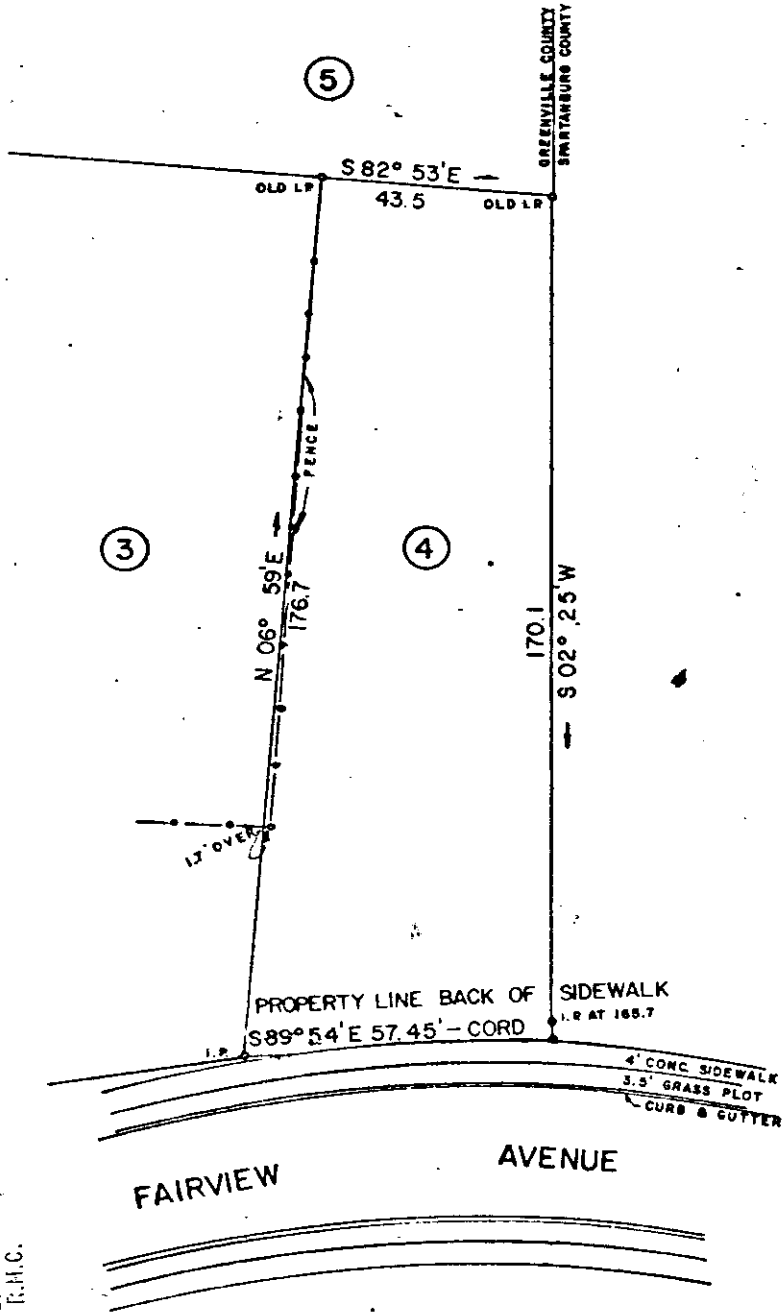 GREENVILLE COUNTY
SPARTANBURG COUNTY
5
S 82° 53'E
OLD I.P.
43.5
OLD I.P.
FENCE
3
4
N 06° 59'E
176.7
170.1
S 02° 25'W
1.7' OVER
PROPERTY LINE BACK OF SIDEWALK
I.P. AT 165.7
S89°54'E 57.45'-CORD
I.P.
4' CONC. SIDEWALK
3.5' GRASS PLOT
CURB & GUTTER
FAIRVIEW AVENUE
R.M.C.